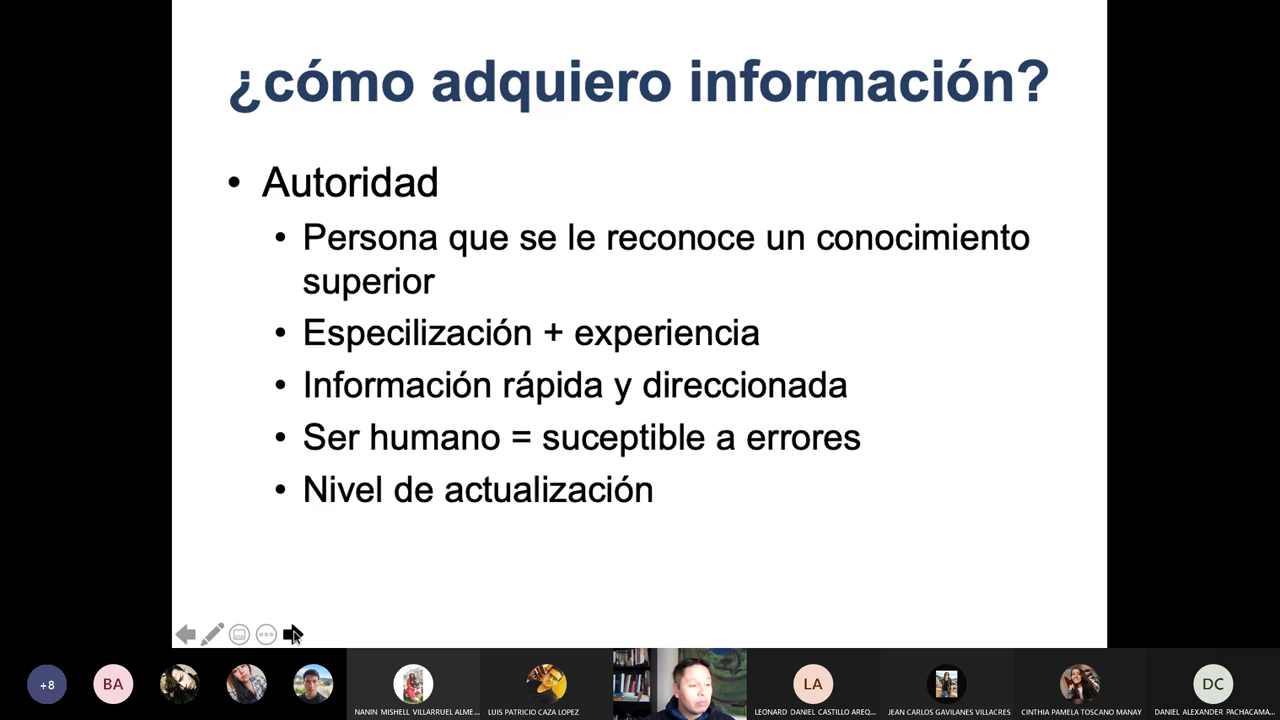 ¿cómo adquiero información?
• Autoridad
• Persona que se le reconoce un conocimiento
superior
• Especilización + experiencia
• Información rápida y direccionada
• Ser humano = suceptible a errores
• Nivel de actualización
+8
BA
LA
DC
NANIN MISHELL VILLARRUEL ALME...
LUIS PATRICIO CAZA LOPEZ
LEONARD DANIEL CASTILLO AREQ...
JEAN CARLOS GAVILANES VILLACRES
CINTHIA PAMELA TOSCANO MANAY
DANIEL ALEXANDER PACHACAMA...